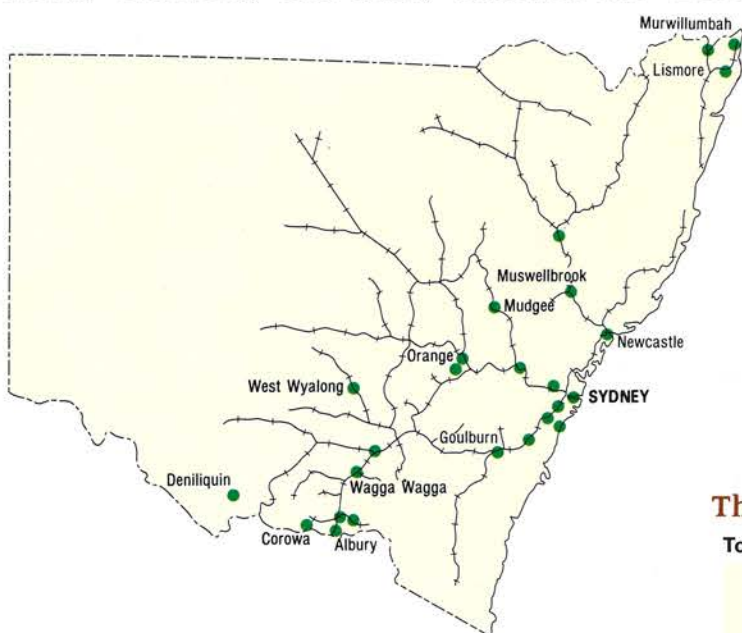 Murwillumbah
Lismore
Muswellbrook
Mudgee
Newcastle
Orange
West Wyalong
SYDNEY
Goulburn
Deniliquin
Wagga Wagga
Corowa
Albury
Th
To